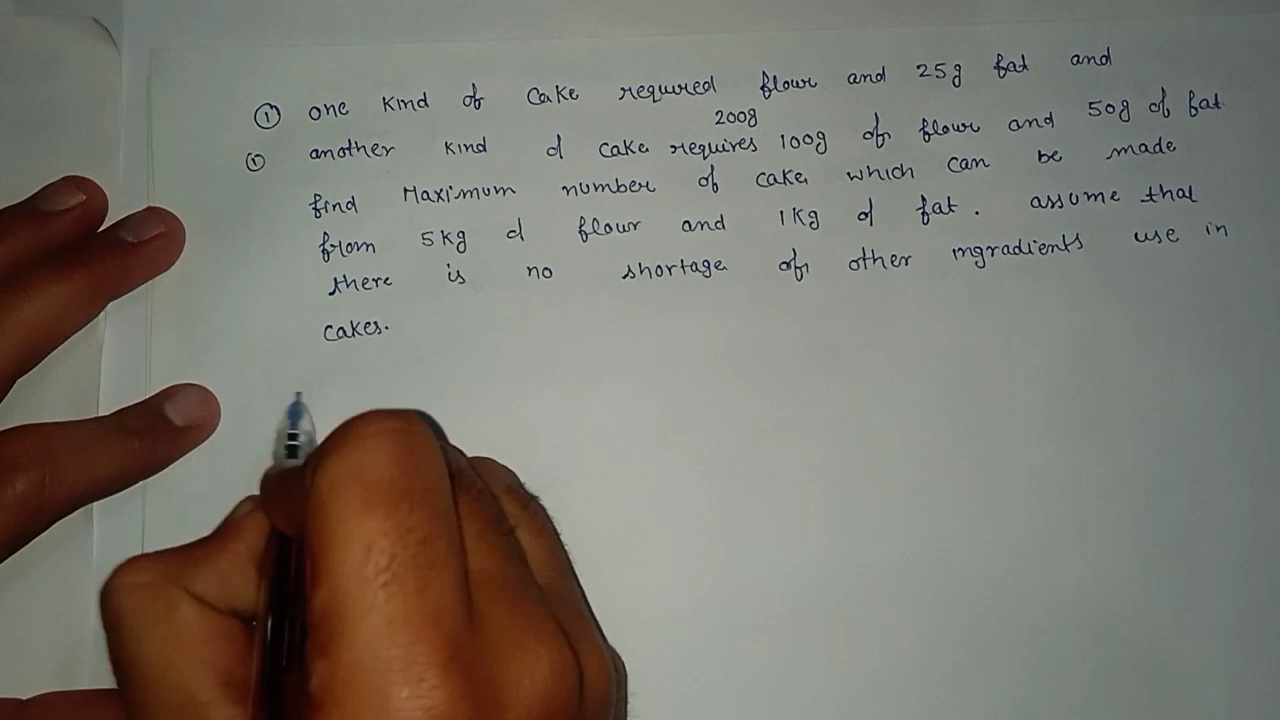 ① one kind of cake required flour and 25g fat and
200g
① another kind of cake requires 100g of flour and 50g of fat.
find Maximum number of cakes which can be made
from 5kg of flour and 1kg of fat. assume that
there is no shortage of other ingradients use in
cakes.